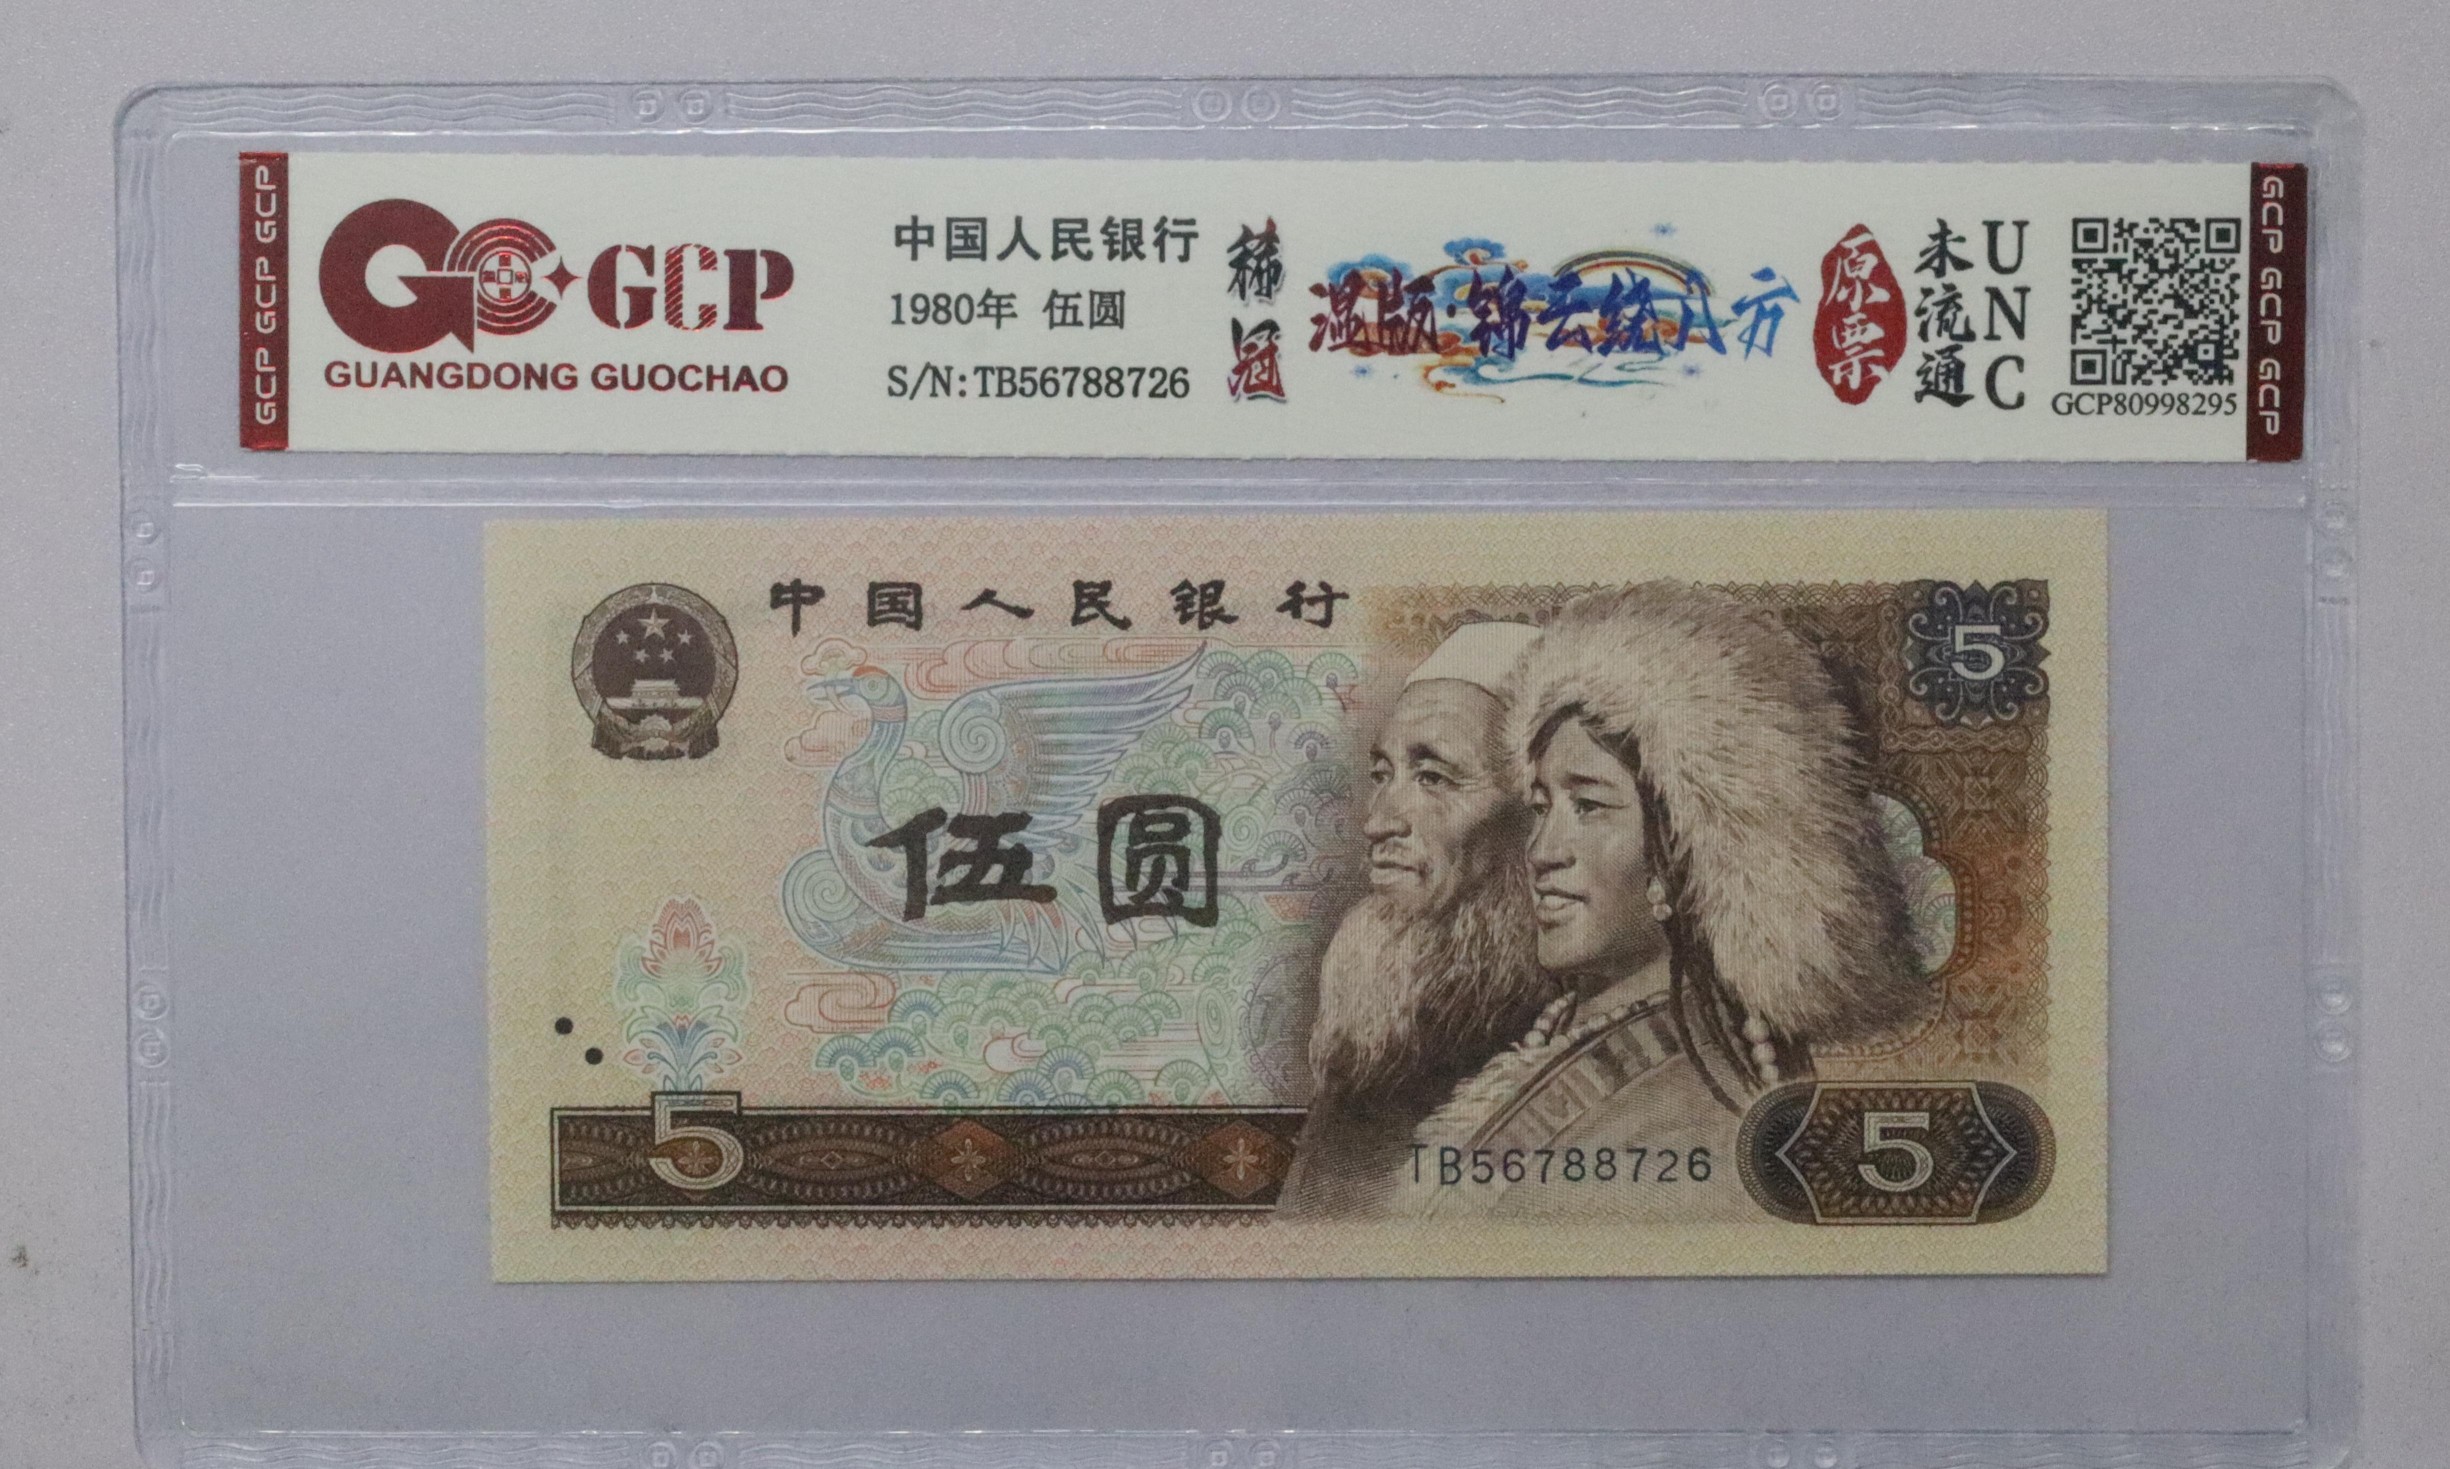 GCP GCP GCP
GCP
GUANGDONG GUOCHAO
中国人民银行
1980年 伍圆
S/N:TB56788726
稀冠
温版·锦云绕八方
原票
未流通
UNC
GCP80998295
GCP GCP GCP
中国人民银行
5
伍圆
5
TB56788726
5